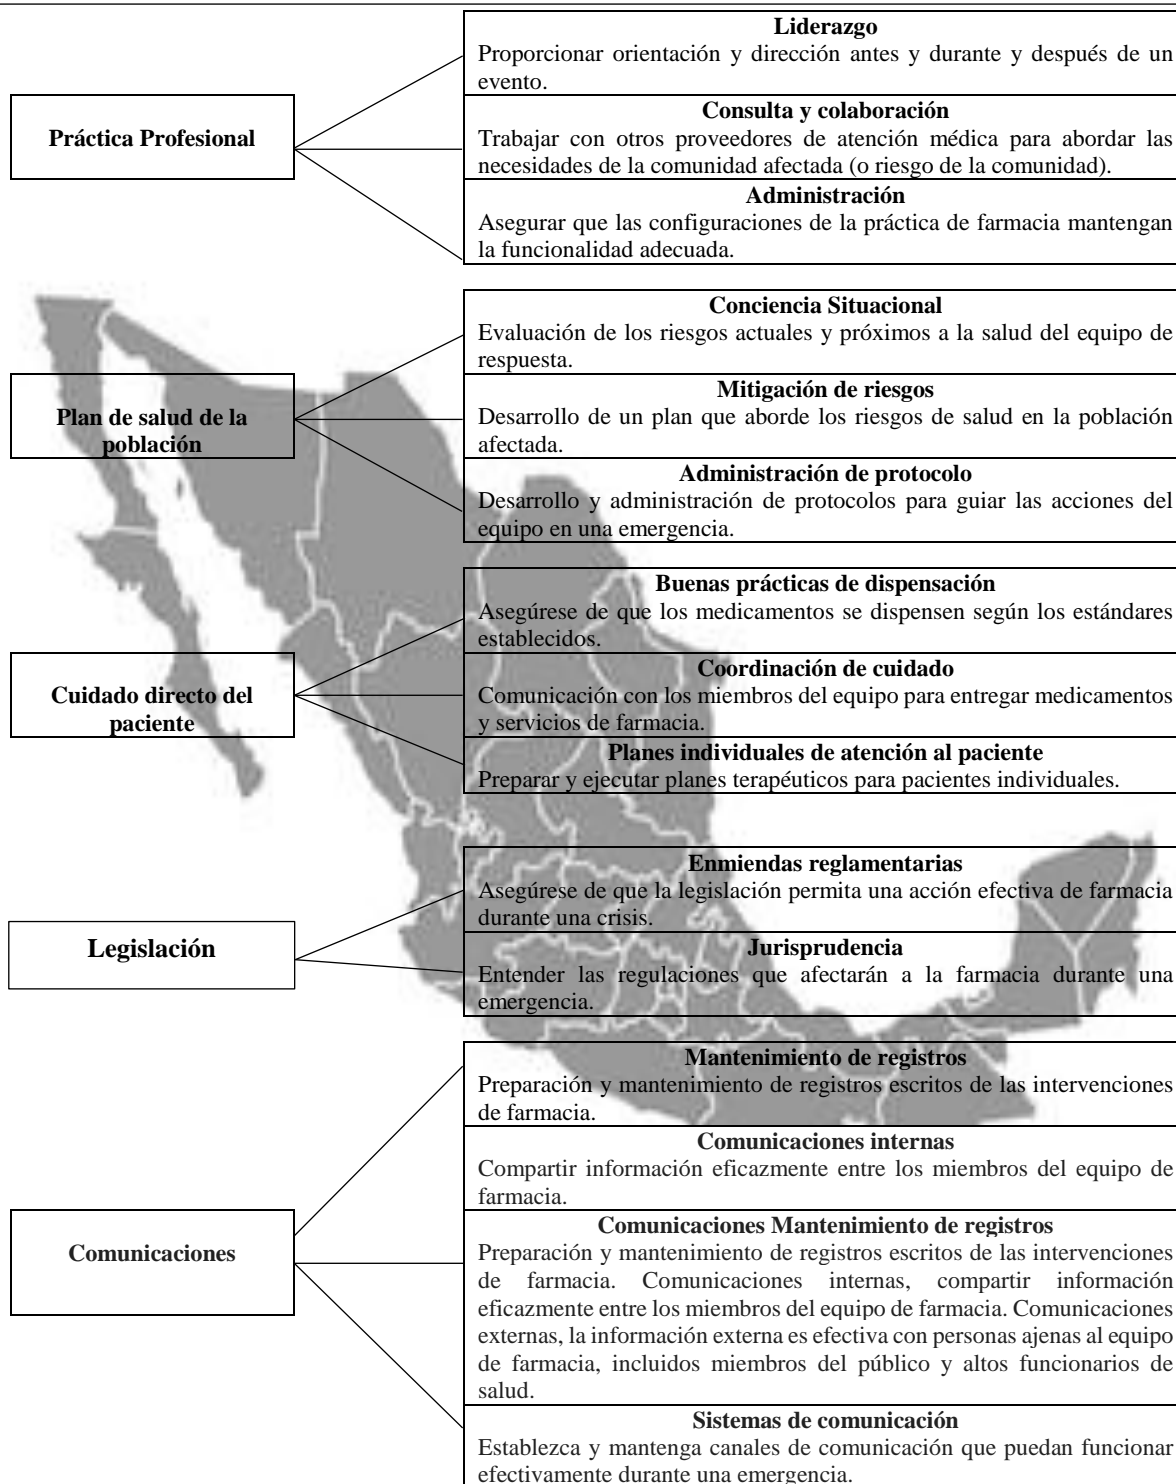 Liderazgo
Proporcionar orientación y dirección antes y durante y después de un
evento.
Práctica Profesional
Consulta y colaboración
Trabajar con otros proveedores de atención médica para abordar las
necesidades de la comunidad afectada (o riesgo de la comunidad).
Administración
Asegurar que las configuraciones de la práctica de farmacia mantengan
la funcionalidad adecuada.
Conciencia Situacional
Evaluación de los riesgos actuales y próximos a la salud del equipo de
respuesta.
Plan de salud de la
población
Mitigación de riesgos
Desarrollo de un plan que aborde los riesgos de salud en la población
afectada.
Administración de protocolo
Desarrollo y administración de protocolos para guiar las acciones del
equipo en una emergencia.
Buenas prácticas de dispensación
Asegúrese de que los medicamentos se dispensen según los estándares
establecidos.
Cuidado directo del
paciente
Coordinación de cuidado
Comunicación con los miembros del equipo para entregar medicamentos
y servicios de farmacia.
Planes individuales de atención al paciente
Preparar y ejecutar planes terapéuticos para pacientes individuales.
Enmiendas reglamentarias
Asegúrese de que la legislación permita una acción efectiva de farmacia
durante una crisis.
Legislación
Jurisprudencia
Entender las regulaciones que afectarán a la farmacia durante una
emergencia.
Mantenimiento de registros
Preparación y mantenimiento de registros escritos de las intervenciones
de farmacia.
Comunicaciones internas
Compartir información eficazmente entre los miembros del equipo de
farmacia.
Comunicaciones
Comunicaciones Mantenimiento de registros
Preparación y mantenimiento de registros escritos de las intervenciones
de farmacia. Comunicaciones internas, compartir información
eficazmente entre los miembros del equipo de farmacia. Comunicaciones
externas, la información externa es efectiva con personas ajenas al equipo
de farmacia, incluidos miembros del público y altos funcionarios de
salud.
Sistemas de comunicación
Establezca y mantenga canales de comunicación que puedan funcionar
efectivamente durante una emergencia.